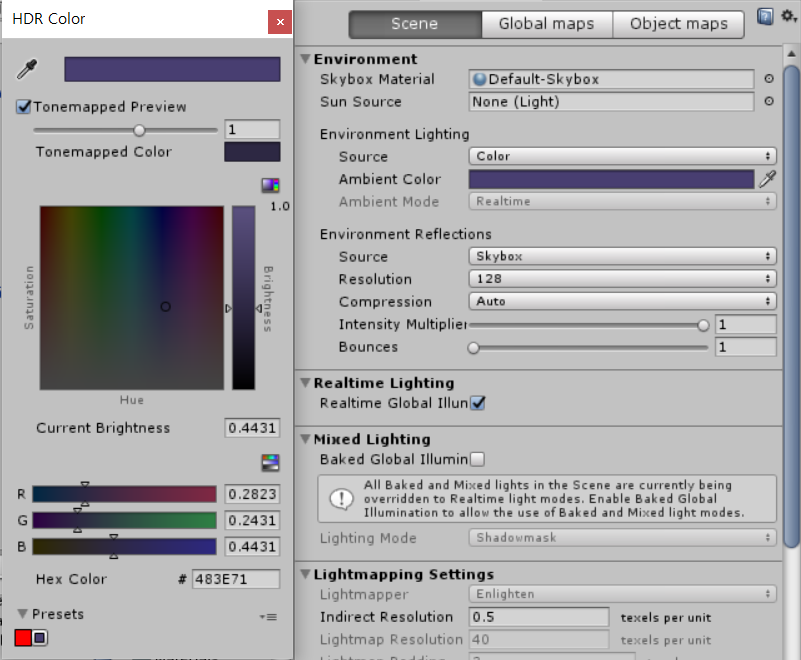 HDR Color
Tonemapped Preview
1
Tonemapped Color
1.0
Saturation
Brightness
Hue
Current Brightness 0.4431
R 0.2823
G 0.2431
B 0.4431
Hex Color # 483E71
Presets
Scene Global maps Object maps
Environment
Skybox Material Default-Skybox
Sun Source None (Light)
Environment Lighting
Source Color
Ambient Color
Ambient Mode Realtime
Environment Reflections
Source Skybox
Resolution 128
Compression Auto
Intensity Multiplier 1
Bounces 1
Realtime Lighting
Realtime Global Illun
Mixed Lighting
Baked Global Illumin
All Baked and Mixed lights in the Scene are currently being
overridden to Realtime light modes. Enable Baked Global
Illumination to allow the use of Baked and Mixed light modes.
Lighting Mode Shadowmask
Lightmapping Settings
Lightmapper Enlighten
Indirect Resolution 0.5 texels per unit
Lightmap Resolution 40 texels per unit